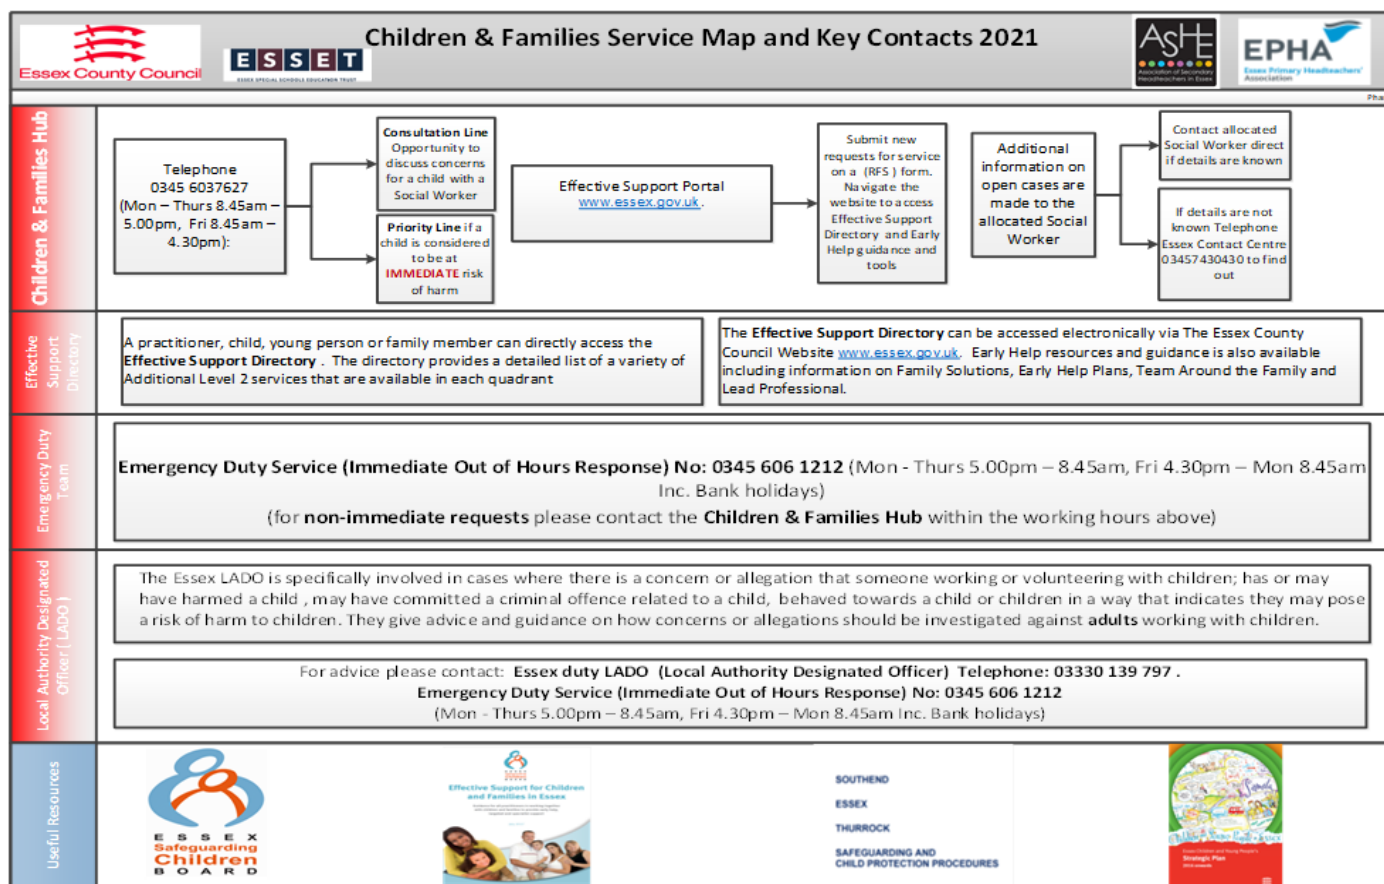 Essex County Council
ESSET
ESSEX SPECIAL SCHOOLS EDUCATION TRUST
Children & Families Service Map and Key Contacts 2021
ASHE
Association of Secondary
Headteachers in Essex
EPHA
Essex Primary Headteachers'
Association
Pha
Children & Families Hub
Telephone
0345 6037627
(Mon – Thurs 8.45am –
5.00pm, Fri 8.45am –
4.30pm):
Consultation Line
Opportunity to
discuss concerns
for a child with a
Social Worker
Priority Line if a
child is considered
to be at
IMMEDIATE risk
of harm
Effective Support Portal
www.essex.gov.uk.
Submit new
requests for service
on a (RFS ) form.
Navigate the
website to access
Effective Support
Directory and Early
Help guidance and
tools
Additional
information on
open cases are
made to the
allocated Social
Worker
Contact allocated
Social Worker direct
if details are known
If details are not
known Telephone
Essex Contact Centre
03457430430 to find
out
Effective
Support
Directory
A practitioner, child, young person or family member can directly access the
Effective Support Directory . The directory provides a detailed list of a variety of
Additional Level 2 services that are available in each quadrant
The Effective Support Directory can be accessed electronically via The Essex County
Council Website www.essex.gov.uk. Early Help resources and guidance is also available
including information on Family Solutions, Early Help Plans, Team Around the Family and
Lead Professional.
Emergency Duty
Team
Emergency Duty Service (Immediate Out of Hours Response) No: 0345 606 1212 (Mon - Thurs 5.00pm – 8.45am, Fri 4.30pm – Mon 8.45am
Inc. Bank holidays)
(for non-immediate requests please contact the Children & Families Hub within the working hours above)
Local Authority Designated
Officer ( LADO )
The Essex LADO is specifically involved in cases where there is a concern or allegation that someone working or volunteering with children; has or may
have harmed a child , may have committed a criminal offence related to a child, behaved towards a child or children in a way that indicates they may pose
a risk of harm to children. They give advice and guidance on how concerns or allegations should be investigated against adults working with children.
For advice please contact: Essex duty LADO (Local Authority Designated Officer) Telephone: 03330 139 797 .
Emergency Duty Service (Immediate Out of Hours Response) No: 0345 606 1212
(Mon - Thurs 5.00pm – 8.45am, Fri 4.30pm – Mon 8.45am Inc. Bank holidays)
Useful Resources
ESSEX
Safeguarding
Children
BOARD
Effective Support for Children
and Families in Essex
SOUTHEND
ESSEX
THURROCK
SAFEGUARDING AND
CHILD PROTECTION PROCEDURES
Essex Children and Young People's
Strategic Plan